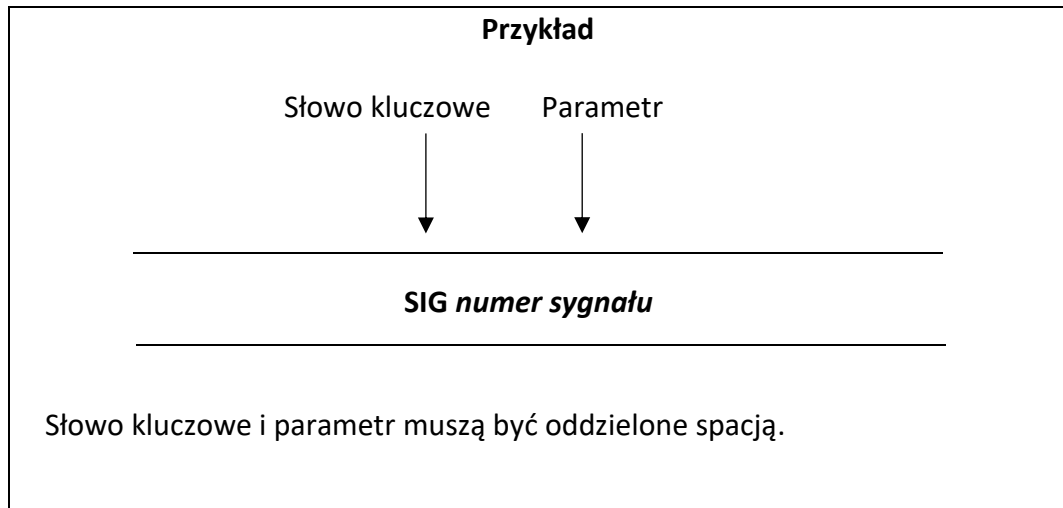 Przykład
Słowo kluczowe Parametr
SIG numer sygnału
Słowo kluczowe i parametr muszą być oddzielone spacją.